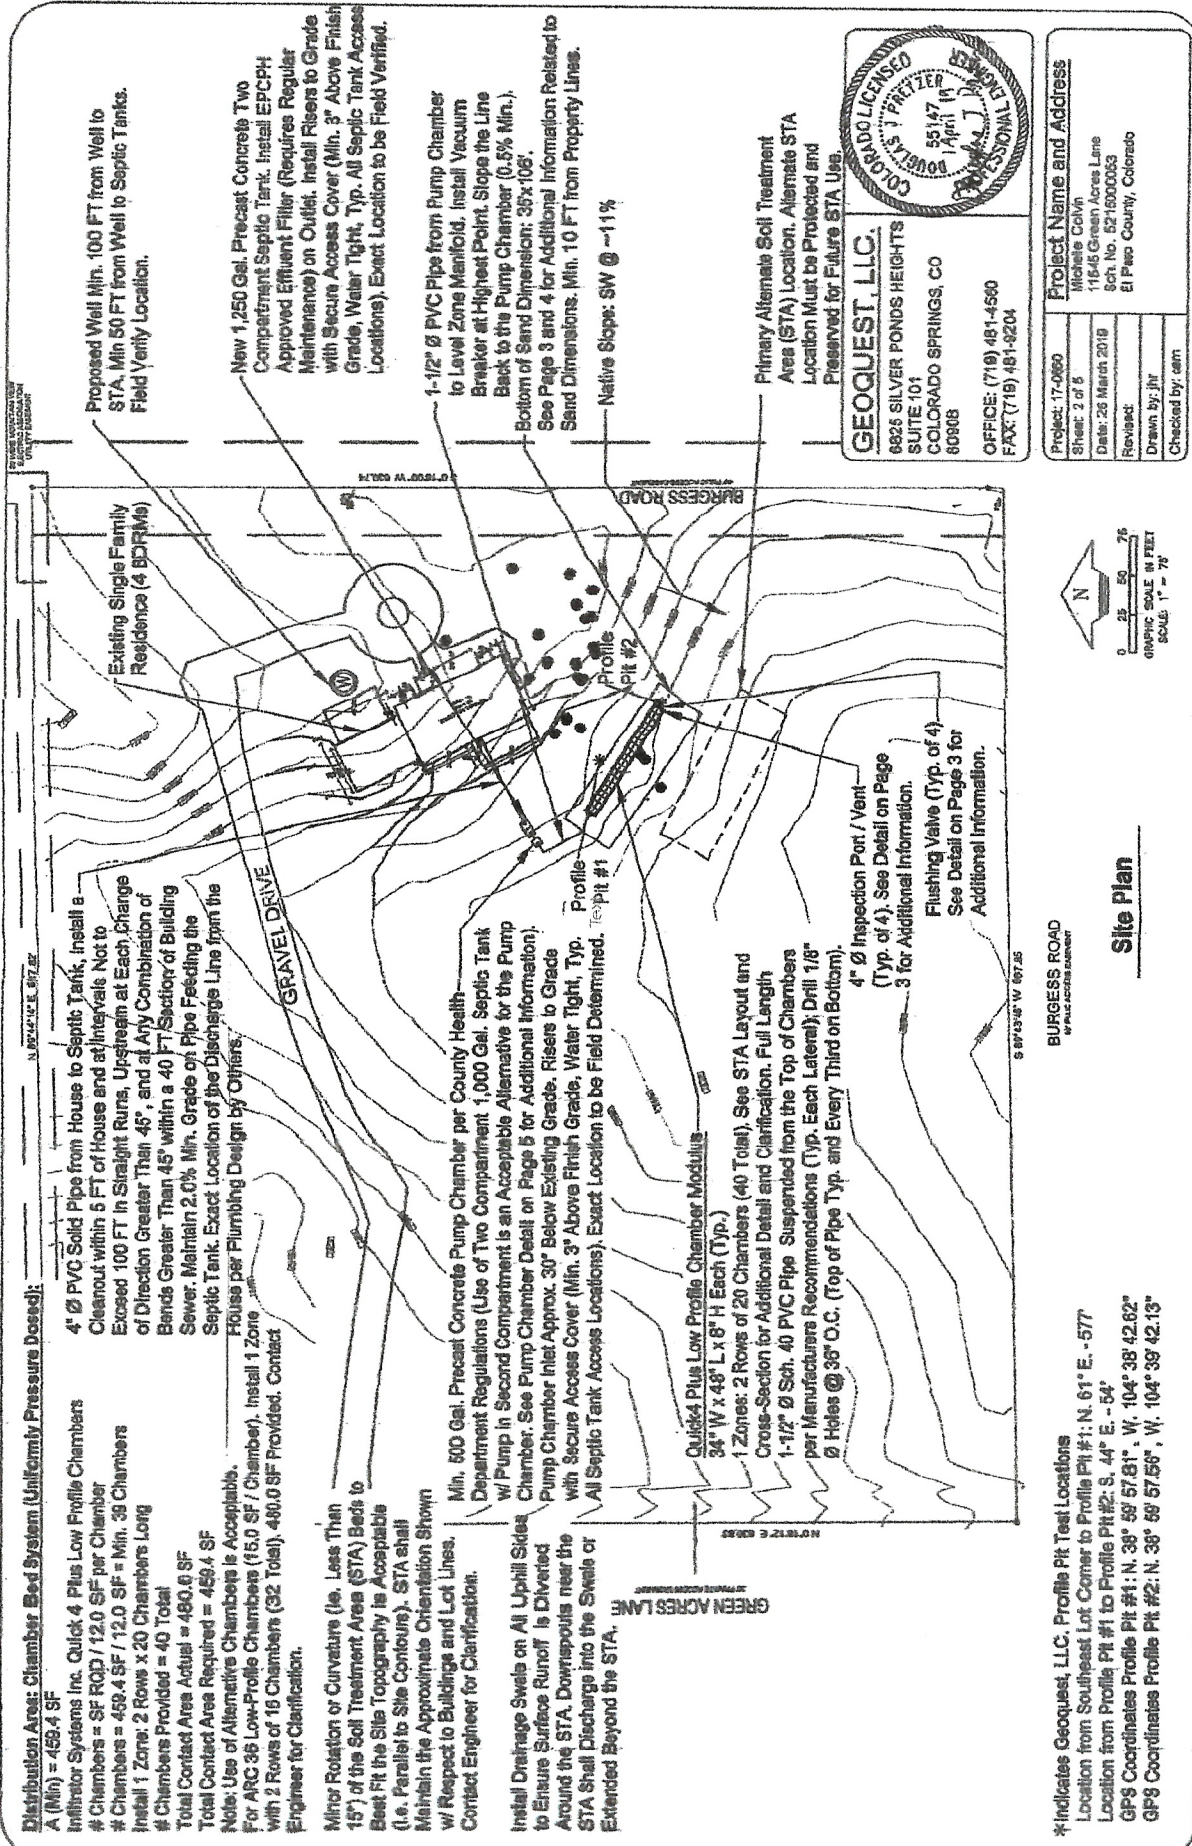 Distribution Area: Chamber Bed System (Uniformly Pressure Dosed):
A (Min) = 459.4 SF
Infiltrator Systems Inc. Quick 4 Plus Low Profile Chambers
# Chambers = SF RQD / 12.0 SF per Chamber
# Chambers = 459.4 SF / 12.0 SF = Min. 39 Chambers
Install 1 Zone: 2 Rows x 20 Chambers Long
# Chambers Provided = 40 Total
Total Contact Area Actual = 480.0 SF
Total Contact Area Required = 459.4 SF
Note: Use of Alternative Chambers is Acceptable.
For ARC 36 Low-Profile Chambers (15.0 SF / Chamber). Install 1 Zone
with 2 Rows of 16 Chambers (32 Total). 480.0 SF Provided. Contact
Engineer for Clarification.
Minor Rotation or Curvature (ie. Less Than
15°) of the Soil Treatment Area (STA) Beds to
Best Fit the Site Topography is Acceptable
(i.e. Parallel to Site Contours). STA shall
Maintain the Approximate Orientation Shown
w/ Respect to Buildings and Lot Lines.
Contact Engineer for Clarification.
Install Drainage Swale on All Uphill Sides
to Ensure Surface Runoff is Diverted
Around the STA. Downspouts near the
STA Shall Discharge into the Swale or
Extended Beyond the STA.
4" Ø PVC Solid Pipe from House to Septic Tank, Install a
Cleanout within 5 FT of House and at Intervals Not to
Exceed 100 FT in Straight Runs, Upstream at Each Change
of Direction Greater Than 45°, and at Any Combination of
Bends Greater Than 45° within a 40 FT Section of Building
Sewer. Maintain 2.0% Min. Grade on Pipe Feeding the
Septic Tank. Exact Location of the Discharge Line from the
House per Plumbing Design by Others.
GRAVEL DRIVE
Min. 500 Gal. Precast Concrete Pump Chamber per County Health
Department Regulations (Use of Two Compartment 1,000 Gal. Septic Tank
w/ Pump in Second Compartment is an Acceptable Alternative for the Pump
Chamber. See Pump Chamber Detail on Page 5 for Additional Information).
Pump Chamber Inlet Approx. 30" Below Existing Grade. Risers to Grade
with Secure Access Cover (Min. 3" Above Finish Grade, Water Tight, Typ.
All Septic Tank Access Locations). Exact Location to be Field Determined.
Profile
Pit #1
Profile
Pit #2
Quick4 Plus Low Profile Chamber Modulus
34" W x 48" L x 8" H Each (Typ.)
1 Zones: 2 Rows of 20 Chambers (40 Total). See STA Layout and
Cross-Section for Additional Detail and Clarification. Full Length
1-1/2" Ø Sch. 40 PVC Pipe Suspended from the Top of Chambers
per Manufacturers Recommendations (Typ. Each Lateral); Drill 1/8"
Ø Holes @ 36" O.C. (Top of Pipe Typ. and Every Third on Bottom).
4" Ø Inspection Port / Vent
(Typ. of 4). See Detail on Page
3 for Additional Information.
Flushing Valve (Typ. of 4).
See Detail on Page 3 for
Additional Information.
Existing Single Family
Residence (4 BDRMs)
W
Proposed Well Min. 100 FT from Well to
STA. Min 50 FT from Well to Septic Tanks.
Field Verify Location.
New 1,250 Gal. Precast Concrete Two
Compartment Septic Tank. Install EPCPH
Approved Effluent Filter (Requires Regular
Maintenance) on Outlet. Install Risers to Grade
with Secure Access Cover (Min. 3" Above Finish
Grade, Water Tight, Typ. All Septic Tank Access
Locations). Exact Location to be Field Verified.
1-1/2" Ø PVC Pipe from Pump Chamber
to Level Zone Manifold. Install Vacuum
Breaker at Highest Point. Slope the Line
Back to the Pump Chamber (0.5% Min.).
Bottom of Sand Dimension: 35'x106'.
See Page 3 and 4 for Additional Information Related to
Sand Dimensions. Min. 10 FT from Property Lines.
Native Slope: SW @ ~11%
Primary Alternate Soil Treatment
Area (STA) Location. Alternate STA
Location Must be Protected and
Preserved for Future STA Use.
BURGESS ROAD
GREEN ACRES LANE
BURGESS ROAD
Site Plan
N
0 25 50 75
GRAPHIC SCALE IN FEET
SCALE: 1" = 75'
*Indicates Geoquest, LLC. Profile Pit Test Locations
Location from Southeast Lot Corner to Profile Pit #1: N. 61° E. - 577'
Location from Profile Pit #1 to Profile Pit #2: S. 44° E. - 54'
GPS Coordinates Profile Pit #1: N. 38° 59' 57.81", W. 104° 38' 42.62"
GPS Coordinates Profile Pit #2: N. 38° 59' 57.56", W. 104° 39' 42.13"
GEOQUEST, LLC.
6825 SILVER PONDS HEIGHTS
SUITE 101
COLORADO SPRINGS, CO
80908
OFFICE: (719) 481-4560
FAX: (719) 481-9204
COLORADO LICENSED
DOUGLAS J PRETZER
55147
1 April 19
PROFESSIONAL ENGINEER
Project: 17-0660
Sheet: 2 of 5
Date: 26 March 2019
Revised:
Drawn by: jhr
Checked by: cem
Project Name and Address
Michele Colvin
11545 Green Acres Lane
Sch. No. 5215000053
El Paso County, Colorado